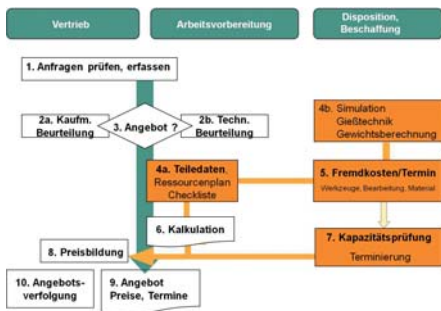 Vertrieb
Arbeitsvorbereitung
Disposition,
Beschaffung
1. Anfragen prüfen, erfassen
2a. Kaufm.
Beurteilung
3. Angebot ?
2b. Techn.
Beurteilung
4b. Simulation
Gießtechnik
Gewichtsberechnung
4a. Teiledaten,
Ressourcenplan
Checkliste
5. Fremdkosten/Termin
Werkzeuge, Bearbeitung, Material
6. Kalkulation
7. Kapazitätsprüfung
Terminierung
8. Preisbildung
10. Angebots-
verfolgung
9. Angebot
Preise, Termine